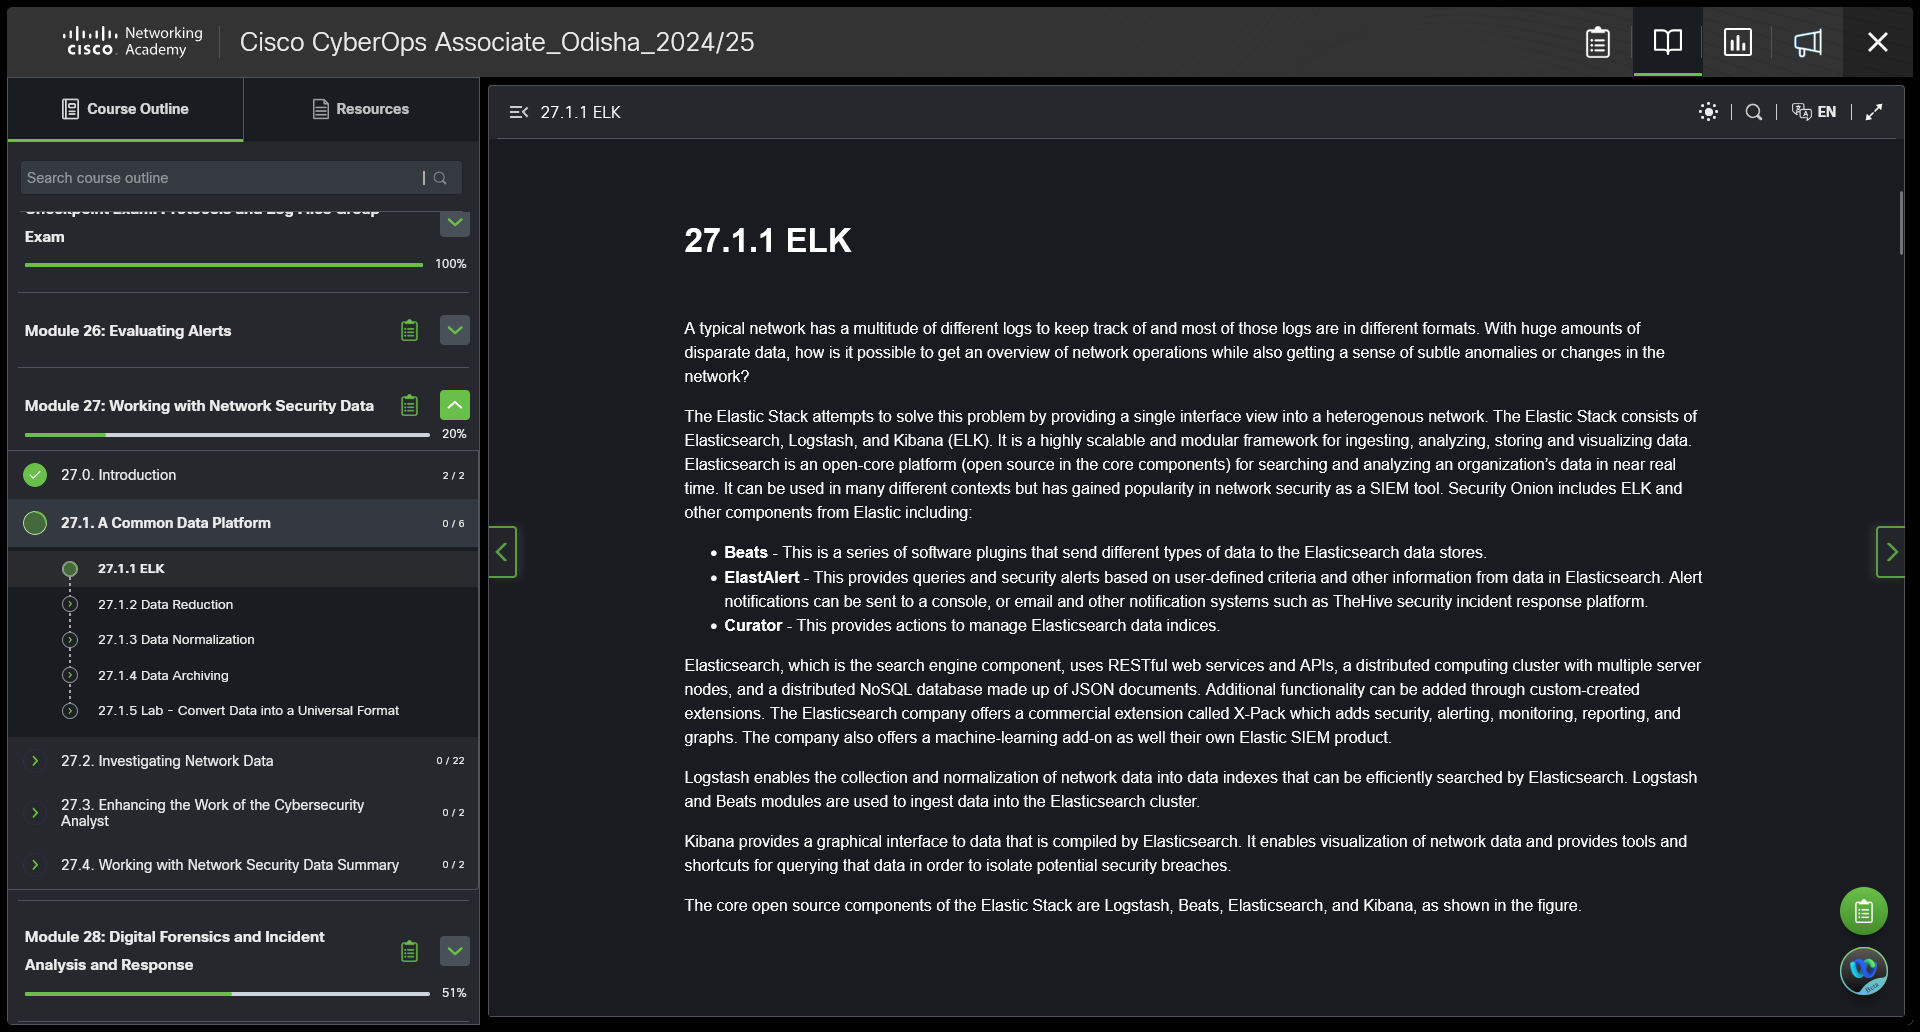 CISCO Networking Academy
Cisco CyberOps Associate_Odisha_2024/25
Course Outline
Resources
Search course outline
Checkpoint Exam: Protocols and Log Files Group
Exam
100%
Module 26: Evaluating Alerts
Module 27: Working with Network Security Data
20%
27.0. Introduction
2 / 2
27.1. A Common Data Platform
0 / 6
27.1.1 ELK
27.1.2 Data Reduction
27.1.3 Data Normalization
27.1.4 Data Archiving
27.1.5 Lab - Convert Data into a Universal Format
27.2. Investigating Network Data
0 / 22
27.3. Enhancing the Work of the Cybersecurity
Analyst
0 / 2
27.4. Working with Network Security Data Summary
0 / 2
Module 28: Digital Forensics and Incident
Analysis and Response
51%
27.1.1 ELK
EN
27.1.1 ELK
A typical network has a multitude of different logs to keep track of and most of those logs are in different formats. With huge amounts of
disparate data, how is it possible to get an overview of network operations while also getting a sense of subtle anomalies or changes in the
network?
The Elastic Stack attempts to solve this problem by providing a single interface view into a heterogenous network. The Elastic Stack consists of
Elasticsearch, Logstash, and Kibana (ELK). It is a highly scalable and modular framework for ingesting, analyzing, storing and visualizing data.
Elasticsearch is an open-core platform (open source in the core components) for searching and analyzing an organization’s data in near real
time. It can be used in many different contexts but has gained popularity in network security as a SIEM tool. Security Onion includes ELK and
other components from Elastic including:
• Beats - This is a series of software plugins that send different types of data to the Elasticsearch data stores.
• ElastAlert - This provides queries and security alerts based on user-defined criteria and other information from data in Elasticsearch. Alert
notifications can be sent to a console, or email and other notification systems such as TheHive security incident response platform.
• Curator - This provides actions to manage Elasticsearch data indices.
Elasticsearch, which is the search engine component, uses RESTful web services and APIs, a distributed computing cluster with multiple server
nodes, and a distributed NoSQL database made up of JSON documents. Additional functionality can be added through custom-created
extensions. The Elasticsearch company offers a commercial extension called X-Pack which adds security, alerting, monitoring, reporting, and
graphs. The company also offers a machine-learning add-on as well their own Elastic SIEM product.
Logstash enables the collection and normalization of network data into data indexes that can be efficiently searched by Elasticsearch. Logstash
and Beats modules are used to ingest data into the Elasticsearch cluster.
Kibana provides a graphical interface to data that is compiled by Elasticsearch. It enables visualization of network data and provides tools and
shortcuts for querying that data in order to isolate potential security breaches.
The core open source components of the Elastic Stack are Logstash, Beats, Elasticsearch, and Kibana, as shown in the figure.
Beta